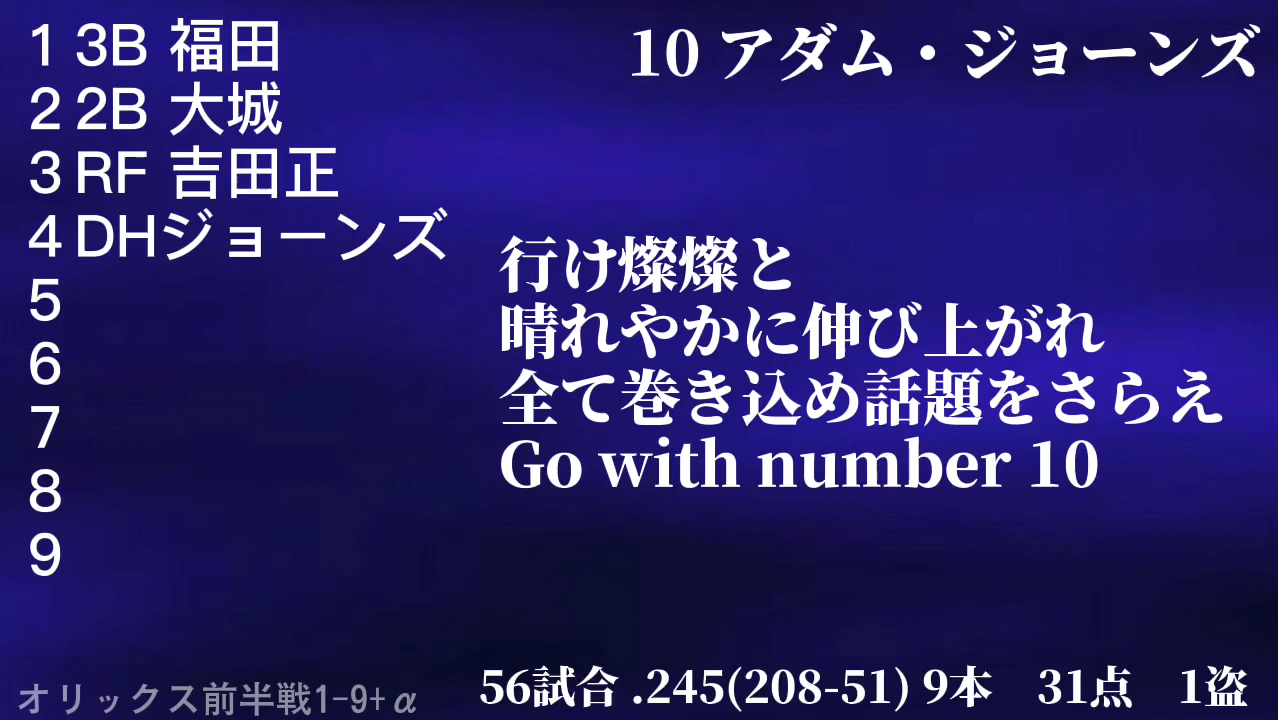 1 3B 福田
2 2B 大城
3 RF 吉田正
4 DHジョーンズ
5
6
7
8
9
10 アダム・ジョーンズ
行け燦燦と
晴れやかに伸び上がれ
全て巻き込め話題をさらえ
Go with number 10
オリックス前半戦1-9+α
56試合 .245(208-51) 9本　31点　1盗